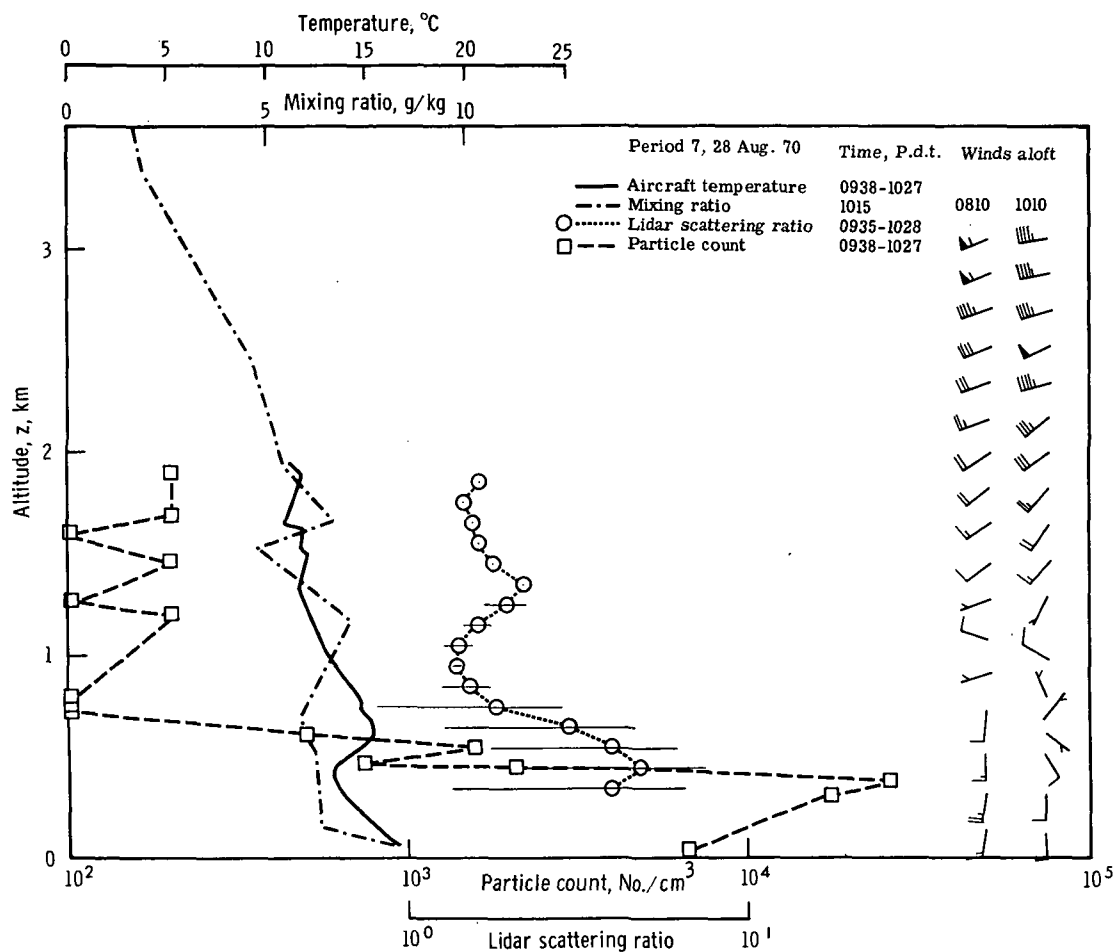 Temperature, °C
0 5 10 15 20 25
0 Mixing ratio, g/kg 5 10
Period 7, 28 Aug. 70 Time, P.d.t. Winds aloft
Aircraft temperature 0938-1027
Mixing ratio 1015 0810 1010
Lidar scattering ratio 0935-1028
Particle count 0938-1027
3
2
1
0
Altitude, z, km
10² 10³ 10⁴ 10⁵
Particle count, No./cm³
10⁰ 10¹
Lidar scattering ratio